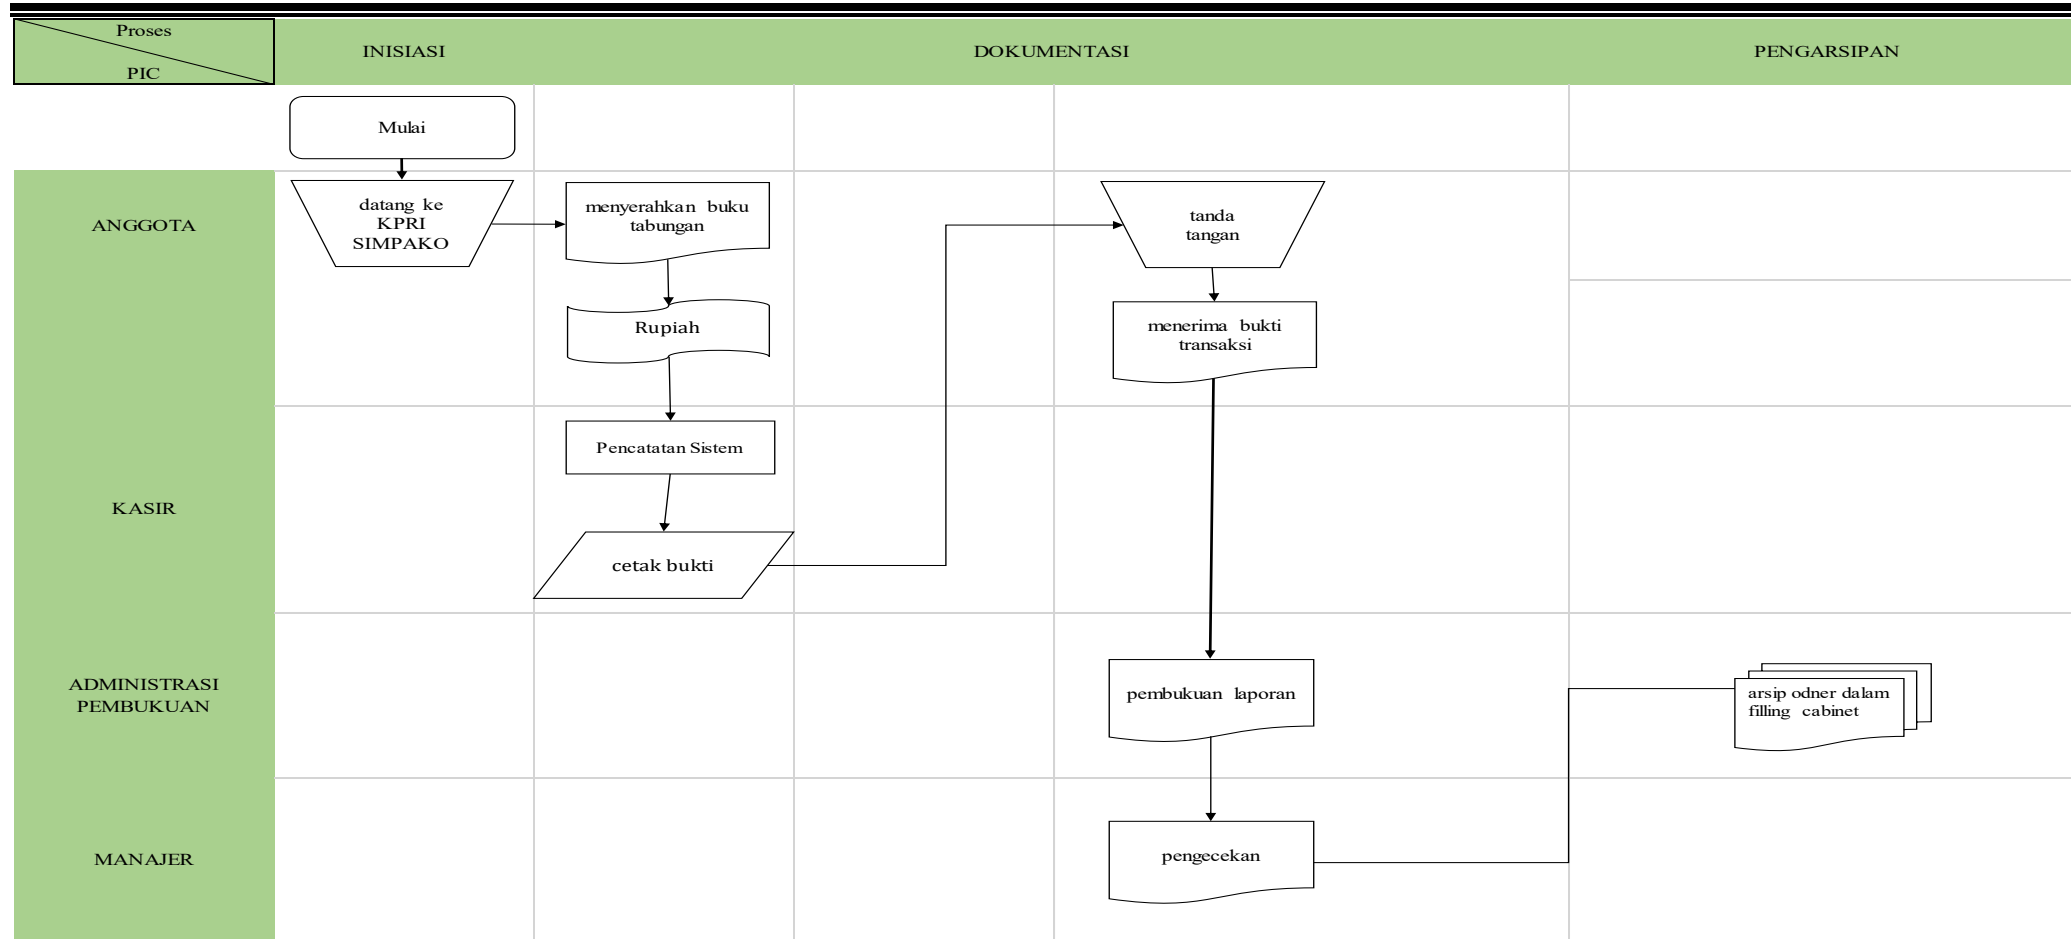 Proses
PIC
INISIASI
DOKUMENTASI
PENGARSIPAN
Mulai
ANGGOTA
datang ke
KPRI
SIMPAKO
menyerahkan buku
tabungan
tanda
tangan
Rupiah
menerima bukti
transaksi
KASIR
Pencatatan Sistem
cetak bukti
ADMINISTRASI
PEMBUKUAN
pembukuan laporan
arsip odner dalam
filling cabinet
MANAJER
pengecekan